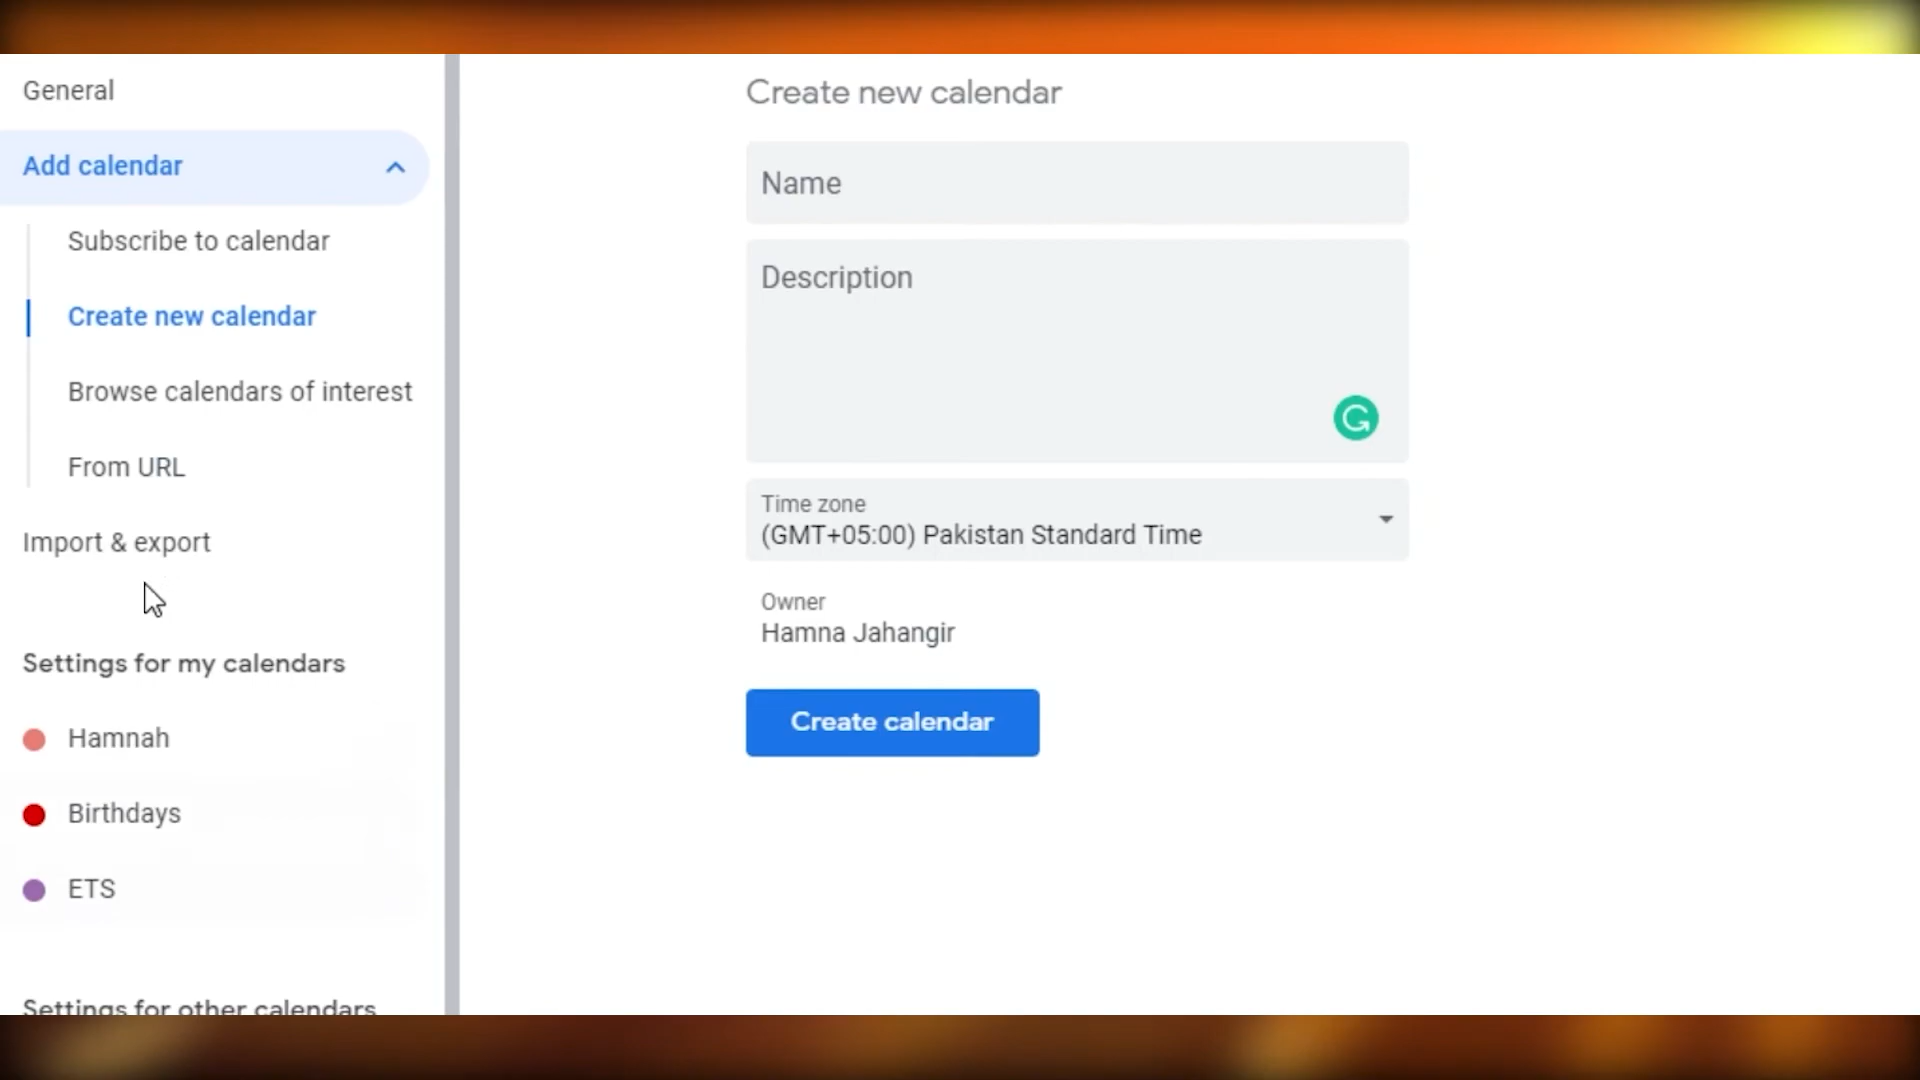 General
Add calendar
Subscribe to calendar
Create new calendar
Browse calendars of interest
From URL
Import & export
Settings for my calendars
Hamnah
Birthdays
ETS
Settings for other calendars
Create new calendar
Name
Description
Time zone
(GMT+05:00) Pakistan Standard Time
Owner
Hamna Jahangir
Create calendar